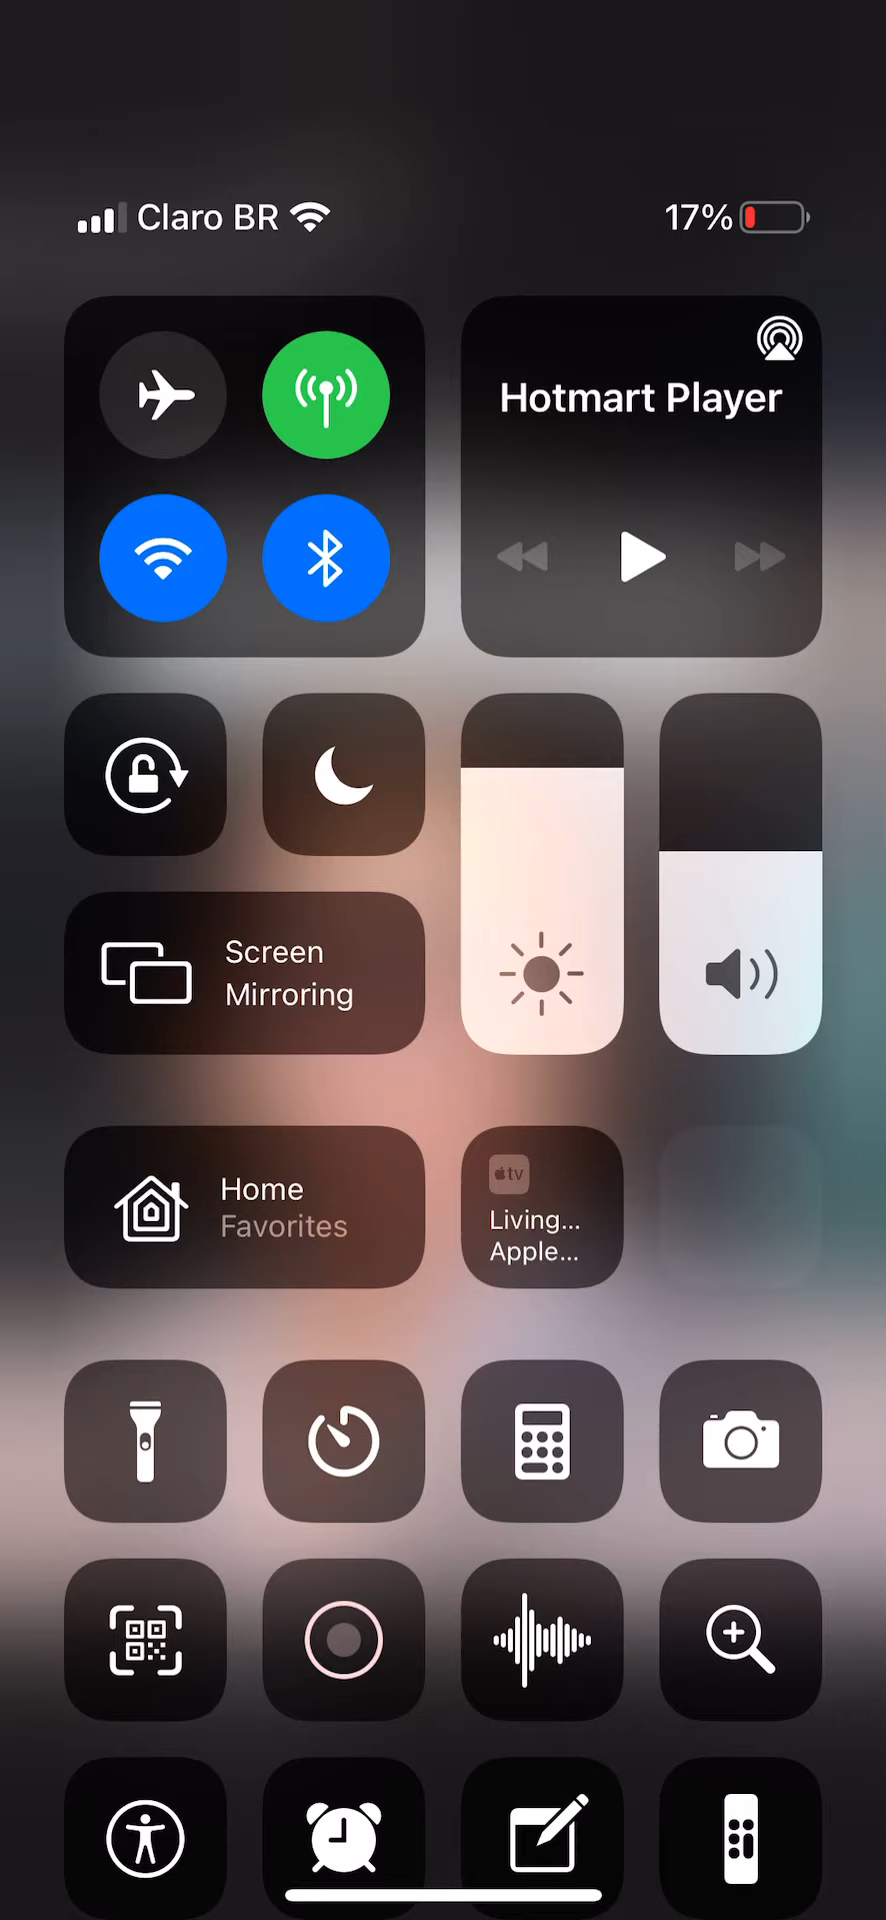 Claro BR
17%
Hotmart Player
Screen
Mirroring
Home
Favorites
tv
Living...
Apple...